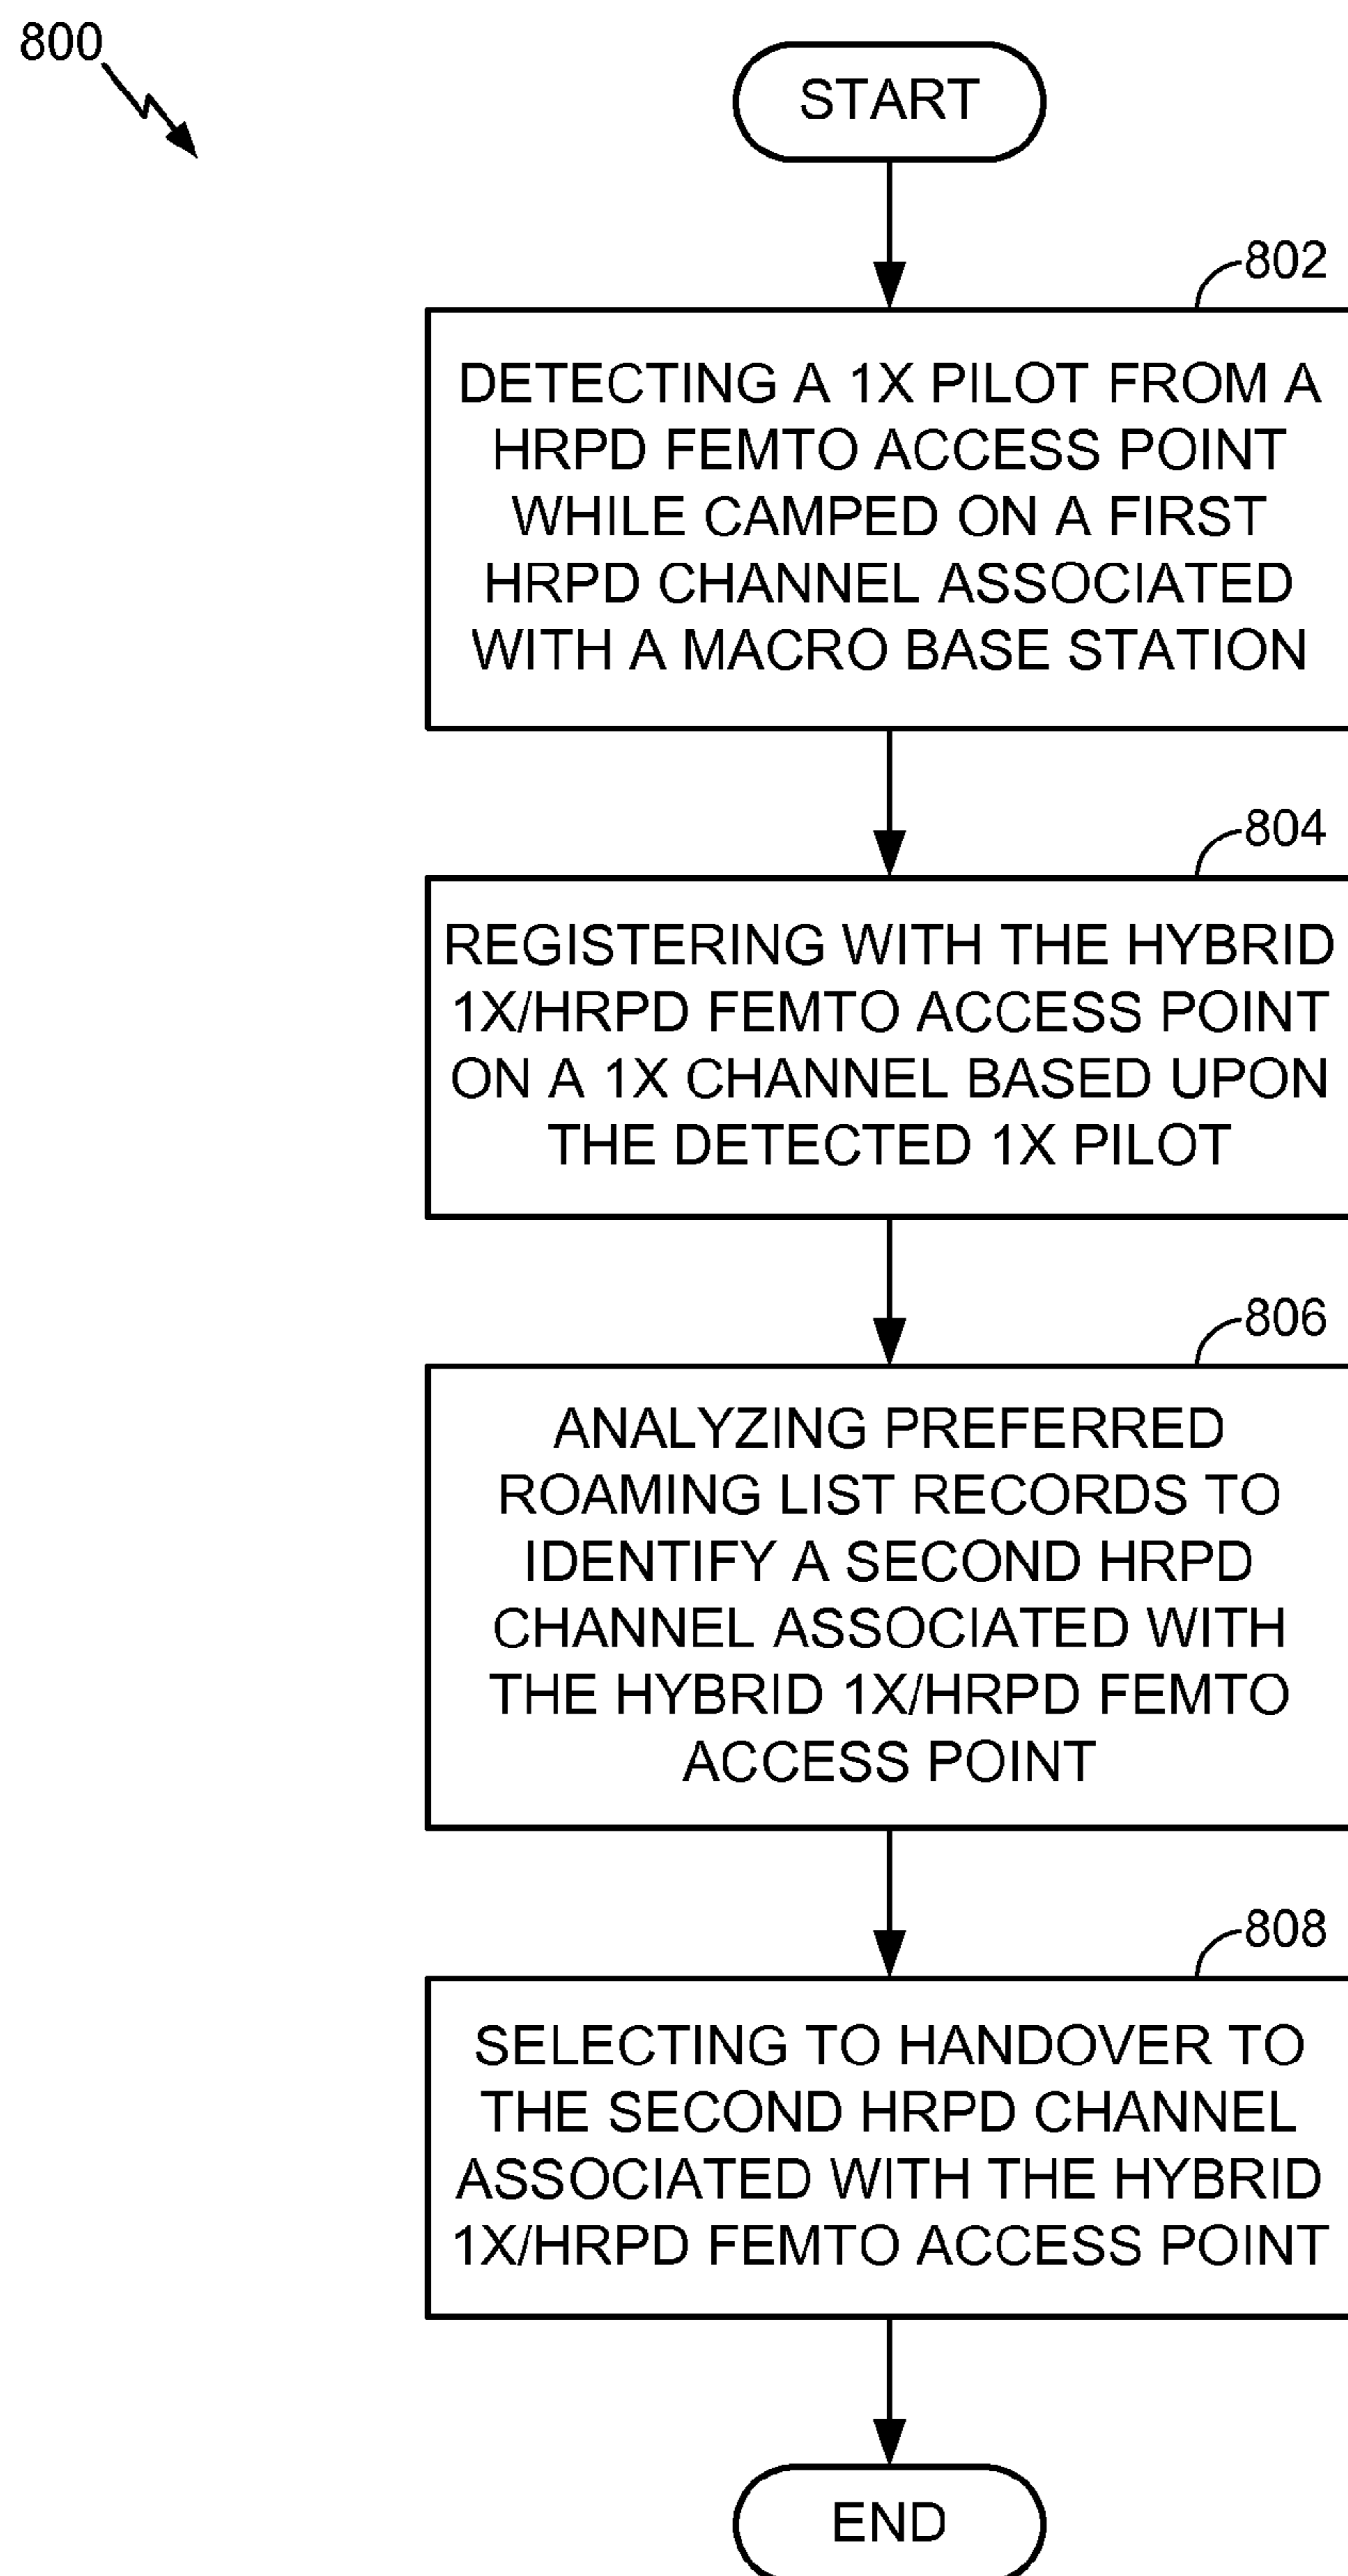 800
START
802
DETECTING A 1X PILOT FROM A
HRPD FEMTO ACCESS POINT
WHILE CAMPED ON A FIRST
HRPD CHANNEL ASSOCIATED
WITH A MACRO BASE STATION
804
REGISTERING WITH THE HYBRID
1X/HRPD FEMTO ACCESS POINT
ON A 1X CHANNEL BASED UPON
THE DETECTED 1X PILOT
806
ANALYZING PREFERRED
ROAMING LIST RECORDS TO
IDENTIFY A SECOND HRPD
CHANNEL ASSOCIATED WITH
THE HYBRID 1X/HRPD FEMTO
ACCESS POINT
808
SELECTING TO HANDOVER TO
THE SECOND HRPD CHANNEL
ASSOCIATED WITH THE HYBRID
1X/HRPD FEMTO ACCESS POINT
END